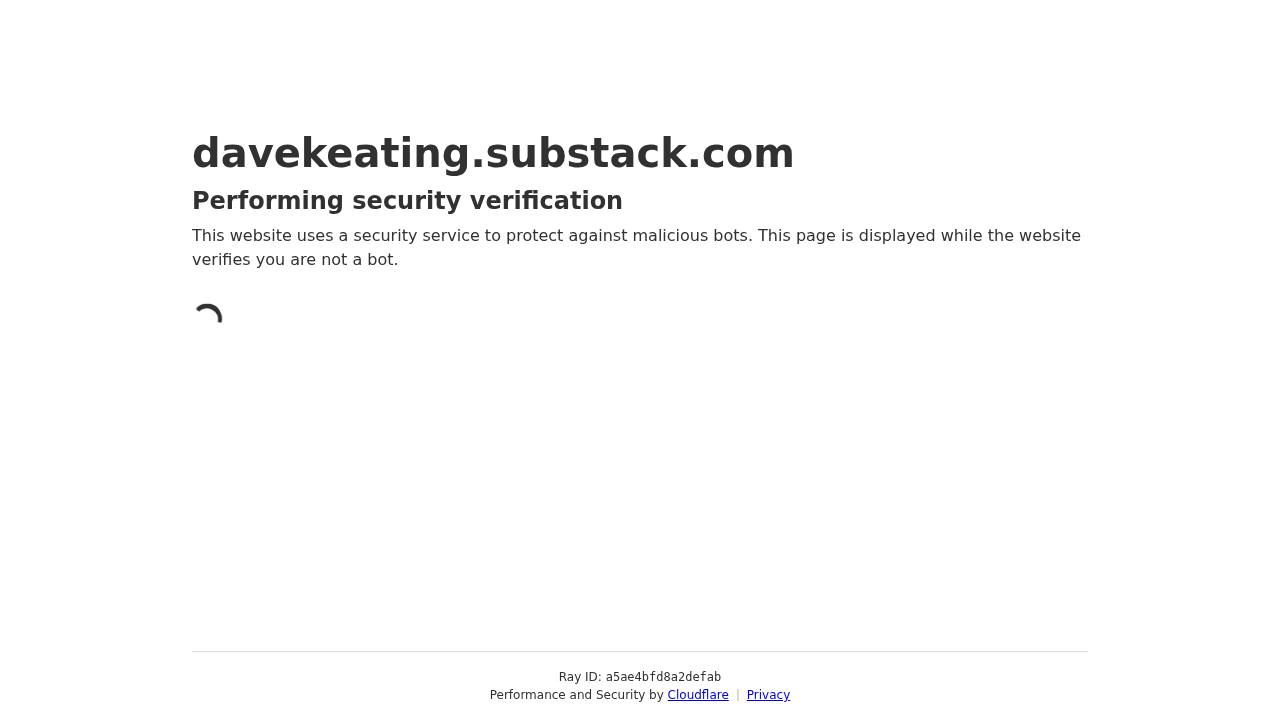 davekeating.substack.com
Performing security verification
This website uses a security service to protect against malicious bots. This page is displayed while the website
verifies you are not a bot.
Ray ID: a5ae4bfd8a2defab
Performance and Security by Cloudflare | Privacy